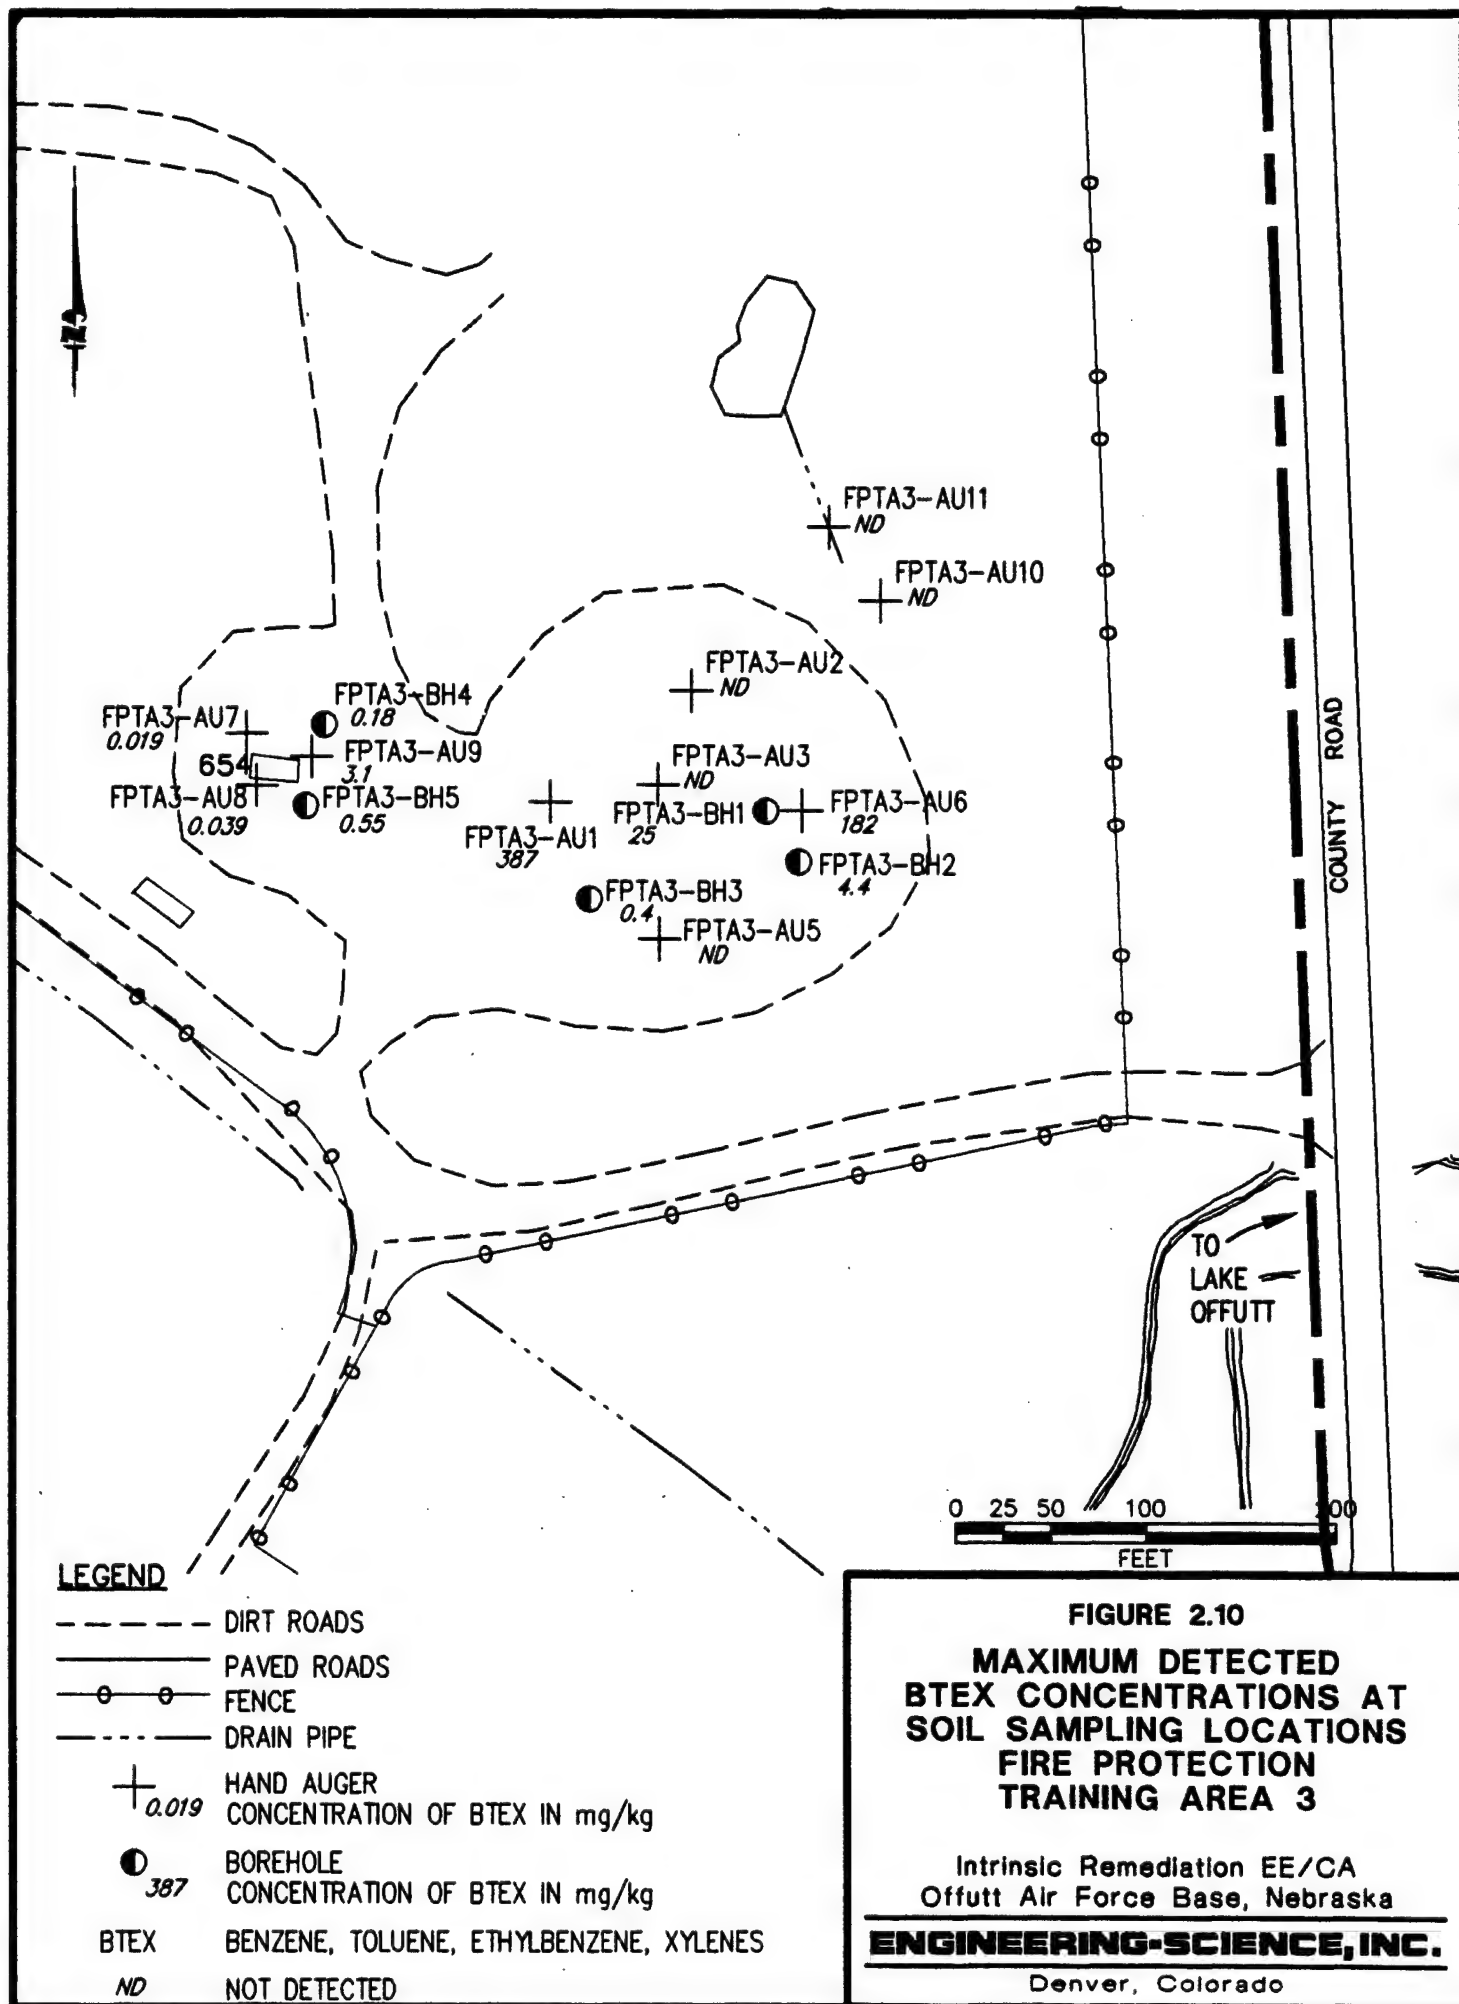 N
FPTA3-AU11
ND
FPTA3-AU10
ND
FPTA3-AU2
ND
FPTA3-BH4
0.18
FPTA3-AU7
0.019
FPTA3-AU9
3.1
654
FPTA3-AU8
0.039
FPTA3-BH5
0.55
FPTA3-AU3
ND
FPTA3-BH1
25
FPTA3-AU6
182
FPTA3-AU1
387
FPTA3-BH2
4.4
FPTA3-BH3
0.4
FPTA3-AU5
ND
COUNTY ROAD
TO
LAKE
OFFUTT
0 25 50 100 200
FEET
LEGEND
DIRT ROADS
PAVED ROADS
FENCE
DRAIN PIPE
HAND AUGER
0.019 CONCENTRATION OF BTEX IN mg/kg
BOREHOLE
387 CONCENTRATION OF BTEX IN mg/kg
BTEX BENZENE, TOLUENE, ETHYLBENZENE, XYLENES
ND NOT DETECTED
FIGURE 2.10
MAXIMUM DETECTED
BTEX CONCENTRATIONS AT
SOIL SAMPLING LOCATIONS
FIRE PROTECTION
TRAINING AREA 3
Intrinsic Remediation EE/CA
Offutt Air Force Base, Nebraska
ENGINEERING-SCIENCE, INC.
Denver, Colorado